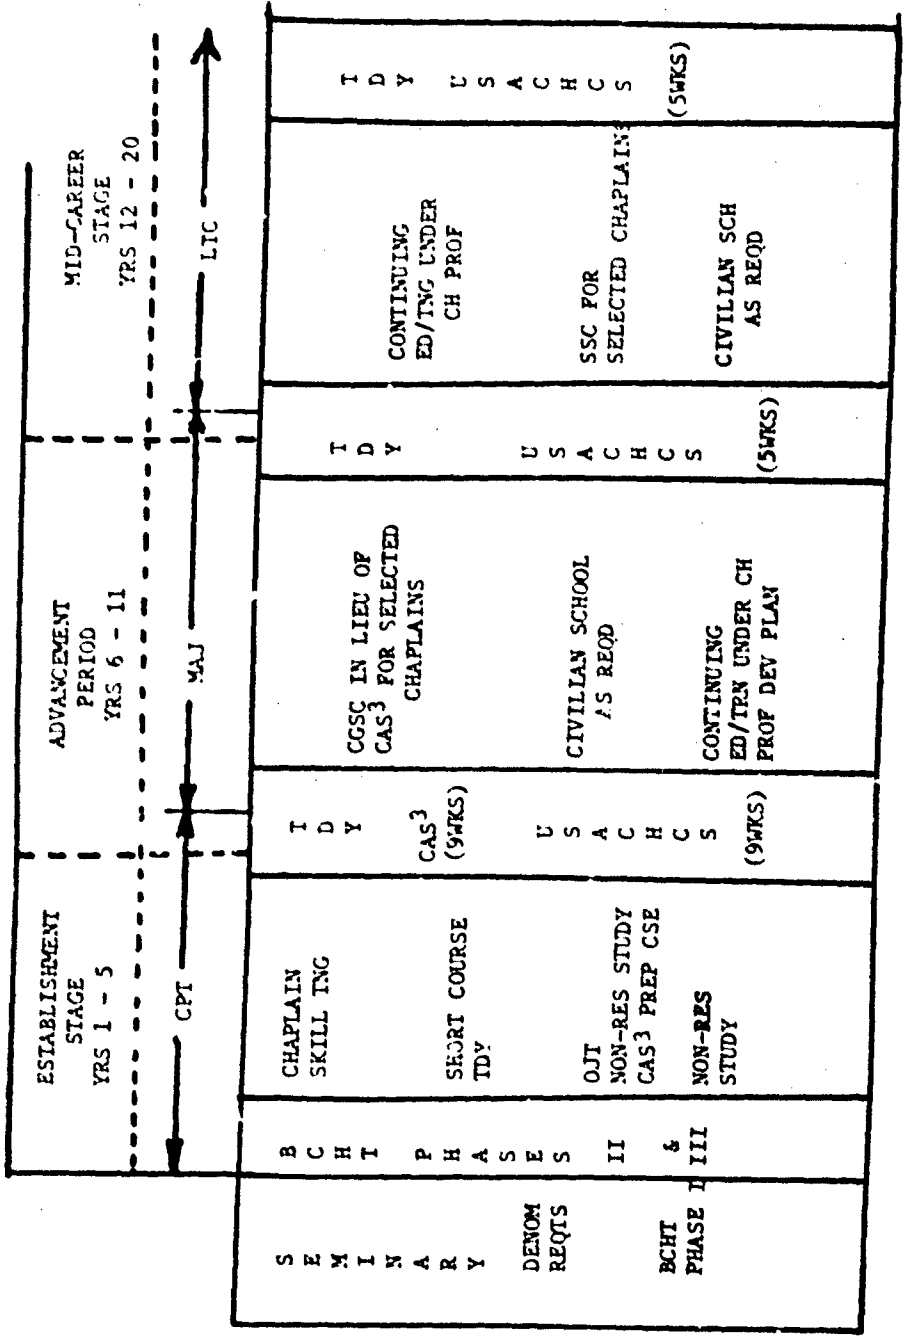 ESTABLISHMENT
STAGE
YRS 1 - 5
ADVANCEMENT
PERIOD
YRS 6 - 11
MID-CAREER
STAGE
YRS 12 - 20
CPT
MAJ
LTC
SEMINARY
DENOM
REQTS
BCHT
PHASE I
BCHT
PHASES
II
&
III
CHAPLAIN
SKILL TNG
SHORT COURSE
TDY
OJT
NON-RES STUDY
CAS³ PREP CSE
NON-RES
STUDY
TDY
CAS³
(9WKS)
USACHCS
(9WKS)
CGSC IN LIEU OF
CAS³ FOR SELECTED
CHAPLAINS
CIVILIAN SCHOOL
AS REQD
CONTINUING
ED/TRN UNDER CH
PROF DEV PLAN
TDY
USACHCS
(5WKS)
CONTINUING
ED/TNG UNDER
CH PROF
SSC FOR
SELECTED CHAPLAINS
CIVILIAN SCH
AS REQD
TDY
USACHCS
(5WKS)